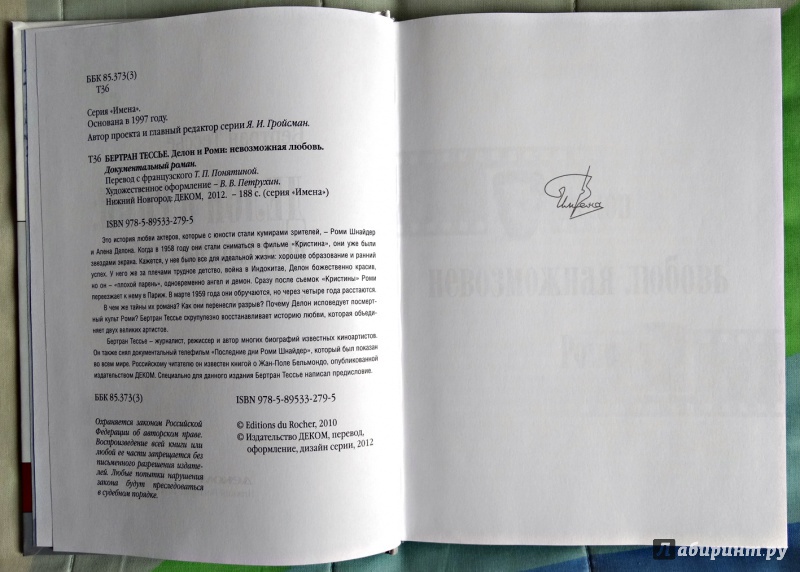 ББК 85.373(3)
Т36
Серия «Имена».
Основана в 1997 году.
Автор проекта и главный редактор серии Я. И. Гройсман.
Т36 БЕРТРАН ТЕССЬЕ. Делон и Роми: невозможная любовь.
Документальный роман.
Перевод с французского Т. П. Понятиной.
Художественное оформление – В. В. Петрухин.
Нижний Новгород: ДЕКОМ, 2012. – 188 с. (серия «Имена»)
ISBN 978-5-89533-279-5
Это история любви актеров, которые с юности стали кумирами зрителей, – Роми Шнайдер
и Алена Делона. Когда в 1958 году они стали сниматься в фильме «Кристина», они уже были
звездами экрана. Кажется, у нее было все для идеальной жизни: хорошее образование и ранний
успех. У него же за плечами трудное детство, война в Индокитае. Делон божественно красив,
но он – «плохой парень», одновременно ангел и демон. Сразу после съемок «Кристины» Роми
переезжает к нему в Париж. В марте 1959 года они обручаются, но через четыре года расстаются.
В чем же тайны их романа? Как они перенесли разрыв? Почему Делон исповедует посмерт-
ный культ Роми? Бертран Тессье скрупулезно восстанавливает историю любви, которая объеди-
няет двух великих артистов.
Бертран Тессье – журналист, режиссер и автор многих биографий известных киноартистов.
Он также снял документальный телефильм «Последние дни Роми Шнайдер», который был показан
во всем мире. Российскому читателю он известен книгой о Жан-Поле Бельмондо, опубликованной
издательством ДЕКОМ. Специально для данного издания Бертран Тессье написал предисловие.
ББК 85.373(3)
ISBN 978-5-89533-279-5
Охраняется законом Российской
Федерации об авторском праве.
Воспроизведение всей книги или
любой ее части запрещается без
письменного разрешения издате-
лей. Любые попытки нарушения
закона будут преследоваться
в судебном порядке.
© Editions du Rocher, 2010
© Издательство ДЕКОМ, перевод,
оформление, дизайн серии, 2012
Имена
Лабиринт.ру